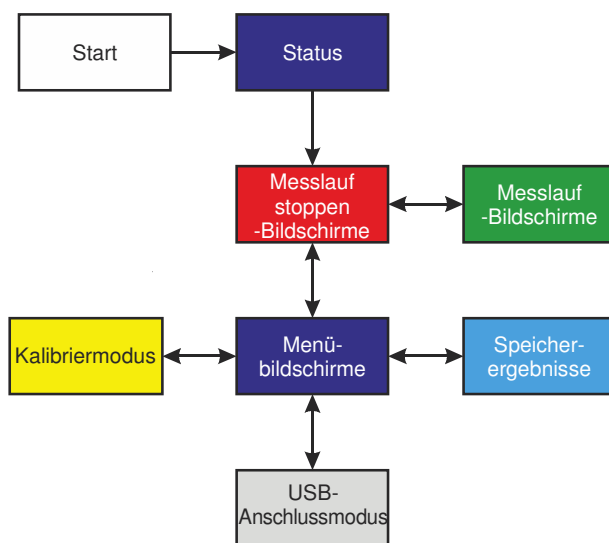 Start
Status
Messlauf
stoppen
-Bildschirme
Messlauf
-Bildschirme
Kalibriermodus
Menü-
bildschirme
Speicher-
ergebnisse
USB-
Anschlussmodus